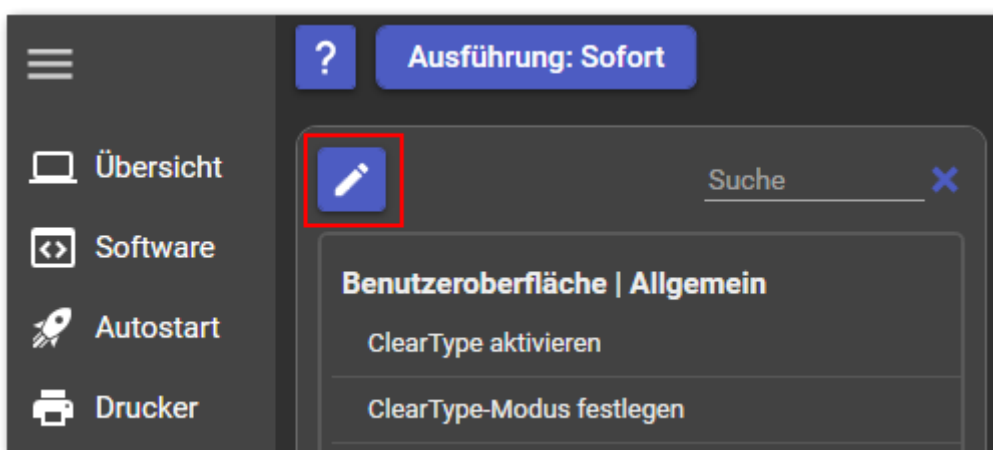 ? Ausführung: Sofort
Übersicht
Suche
Software
Benutzeroberfläche | Allgemein
Autostart
ClearType aktivieren
Drucker
ClearType-Modus festlegen